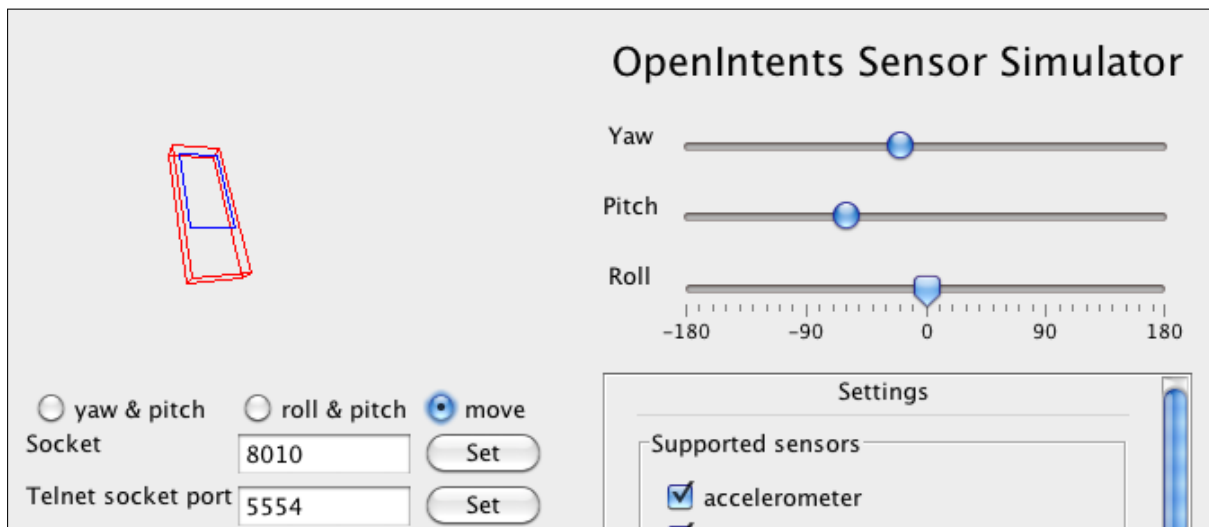 OpenIntents Sensor Simulator
Yaw
Pitch
Roll
-180 -90 0 90 180
yaw & pitch roll & pitch move
Socket 8010 Set
Telnet socket port 5554 Set
Settings
Supported sensors
accelerometer